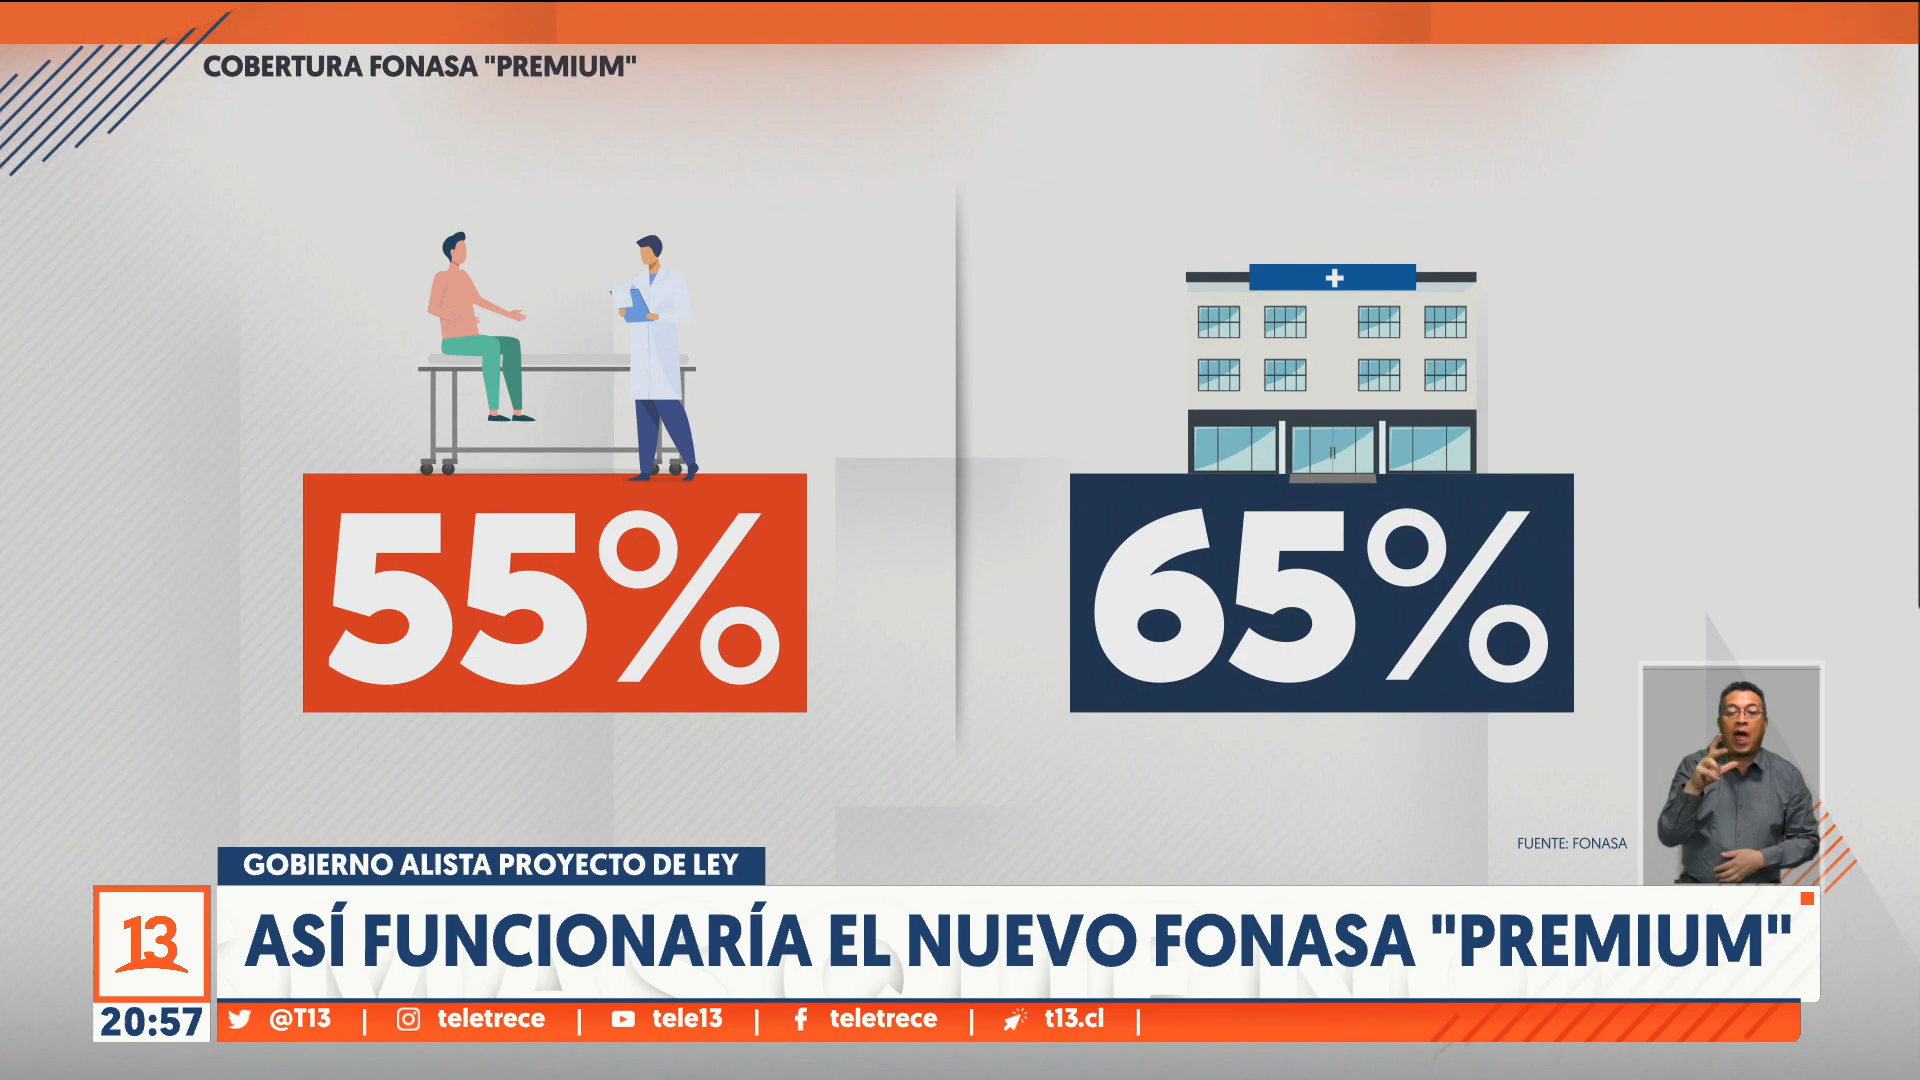 COBERTURA FONASA "PREMIUM"
55%
65%
FUENTE: FONASA
GOBIERNO ALISTA PROYECTO DE LEY
ASÍ FUNCIONARÍA EL NUEVO FONASA "PREMIUM"
13
20:57
@T13 | teletrece | tele13 | teletrece | t13.cl |